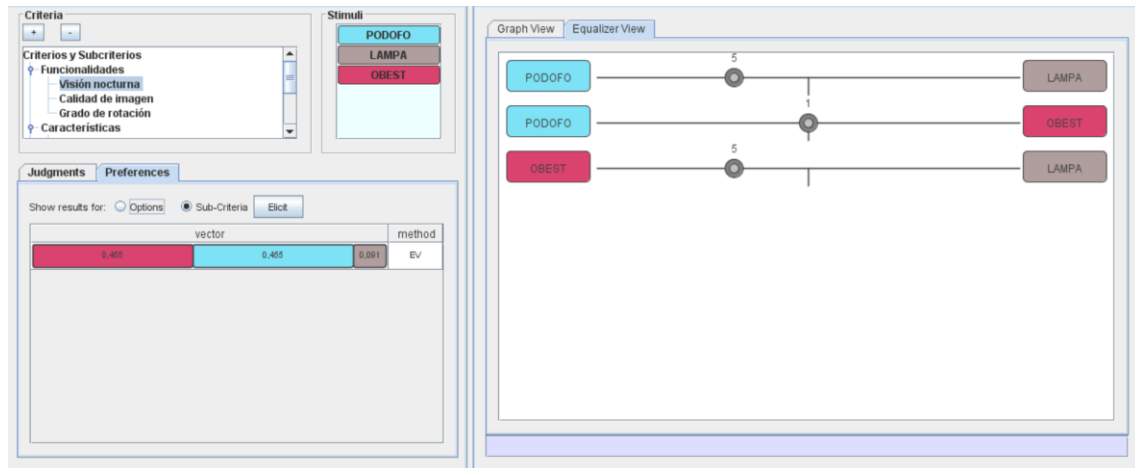 Criteria
+ -
Criterios y Subcriterios
Funcionalidades
Visión nocturna
Calidad de imagen
Grado de rotación
Características
Stimuli
PODOFO
LAMPA
OBEST
Judgments Preferences
Show results for: Options Sub-Criteria Elicit
vector method
0,455 0,455 0,091 EV
Graph View Equalizer View
5
PODOFO LAMPA
1
PODOFO OBEST
5
OBEST LAMPA